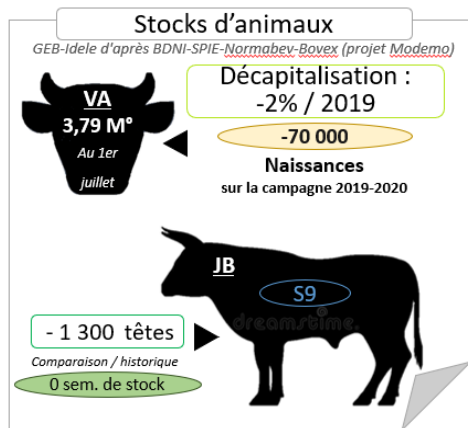 Stocks d’animaux
GEB-Idele d'après BDNI-SPIE-Normabev-Bovex (projet Modemo)
VA
3,79 M°
Au 1er
juillet
Décapitalisation :
-2% / 2019
-70 000
Naissances
sur la campagne 2019-2020
JB
S9
dreamstime.
- 1 300 têtes
Comparaison / historique
0 sem. de stock